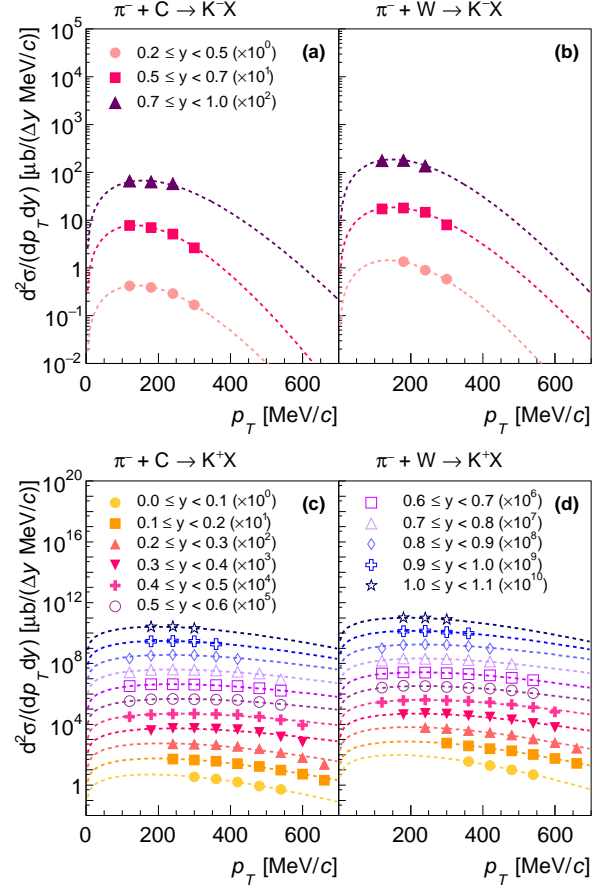 π⁻ + C → K⁻X
π⁻ + W → K⁻X
d²σ/(dp_T dy) [μb/(Δy MeV/c)]
10⁵
10⁴
10³
10²
10
1
10⁻¹
10⁻²
(a)
0.2 ≤ y < 0.5 (×10⁰)
0.5 ≤ y < 0.7 (×10¹)
0.7 ≤ y < 1.0 (×10²)
(b)
0 200 400 600
0 200 400 600
p_T [MeV/c]
p_T [MeV/c]
π⁻ + C → K⁺X
π⁻ + W → K⁺X
d²σ/(dp_T dy) [μb/(Δy MeV/c)]
10²⁰
10¹⁶
10¹²
10⁸
10⁴
1
(c)
0.0 ≤ y < 0.1 (×10⁰)
0.1 ≤ y < 0.2 (×10¹)
0.2 ≤ y < 0.3 (×10²)
0.3 ≤ y < 0.4 (×10³)
0.4 ≤ y < 0.5 (×10⁴)
0.5 ≤ y < 0.6 (×10⁵)
(d)
0.6 ≤ y < 0.7 (×10⁶)
0.7 ≤ y < 0.8 (×10⁷)
0.8 ≤ y < 0.9 (×10⁸)
0.9 ≤ y < 1.0 (×10⁹)
1.0 ≤ y < 1.1 (×10¹⁰)
0 200 400 600
0 200 400 600
p_T [MeV/c]
p_T [MeV/c]